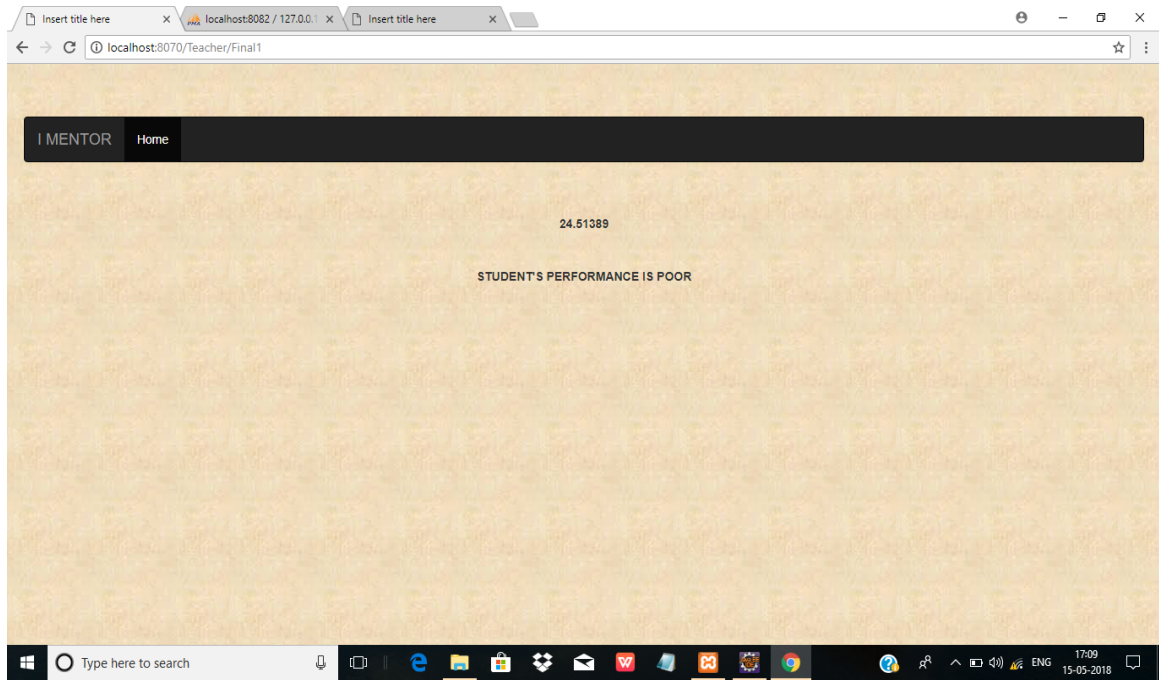 Insert title here
localhost:8082 / 127.0.0.1
Insert title here
localhost:8070/Teacher/Final1
I MENTOR Home
24.51389
STUDENT'S PERFORMANCE IS POOR
Type here to search
ENG
17:09
15-05-2018